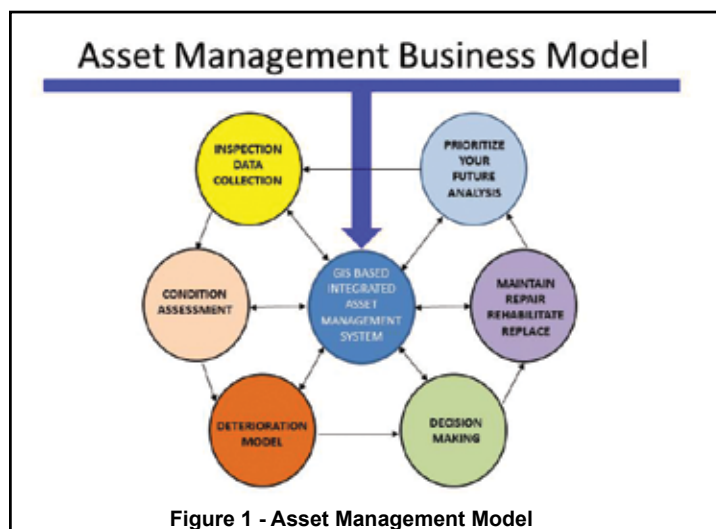 Asset Management Business Model
INSPECTION
DATA
COLLECTION
PRIORITIZE
YOUR
FUTURE
ANALYSIS
CONDITION
ASSESSMENT
GIS BASED
INTEGRATED
ASSET
MANAGEMENT
SYSTEM
MAINTAIN
REPAIR
REHABILITATE
REPLACE
DETERIORATION
MODEL
DECISION
MAKING
Figure 1 - Asset Management Model